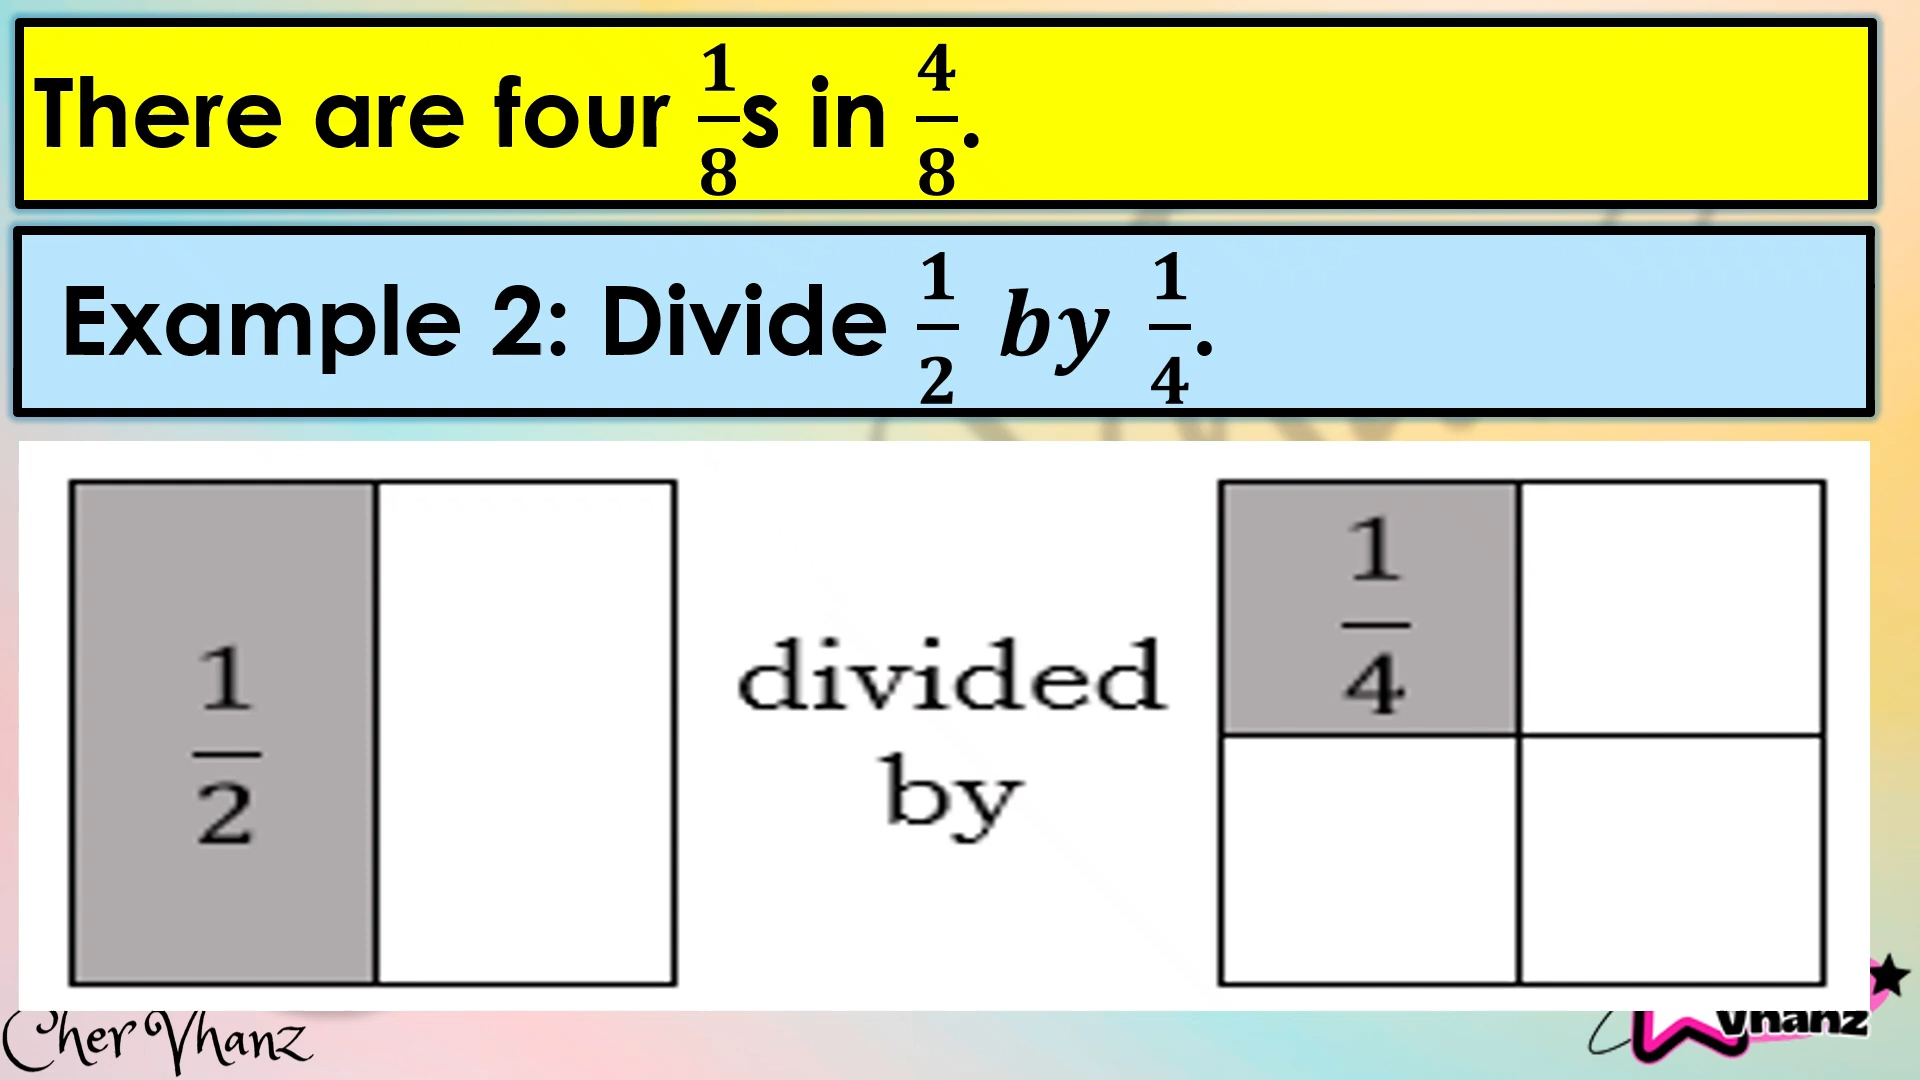 There are four 1/8s in 4/8.
Example 2: Divide 1/2 by 1/4.
1/2
divided
by
1/4
Cher Vhanz
Vhanz